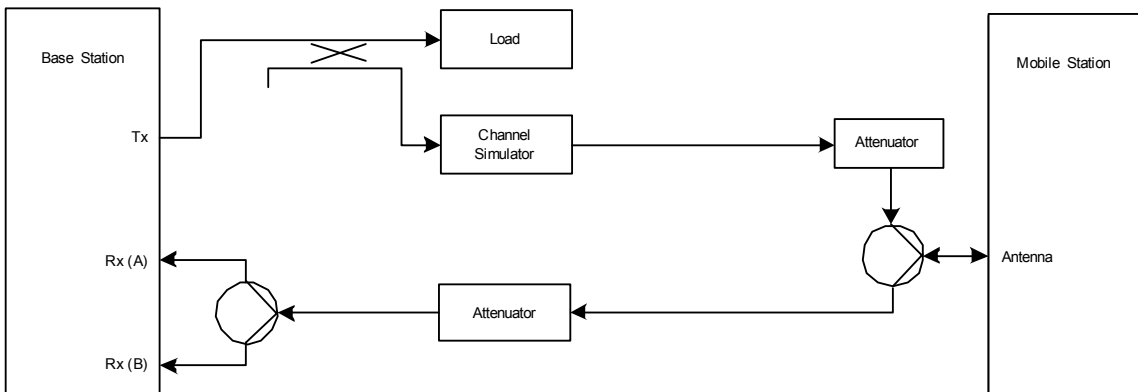 Base Station
Load
Mobile Station
Tx
Channel
Simulator
Attenuator
Rx (A)
Antenna
Attenuator
Rx (B)